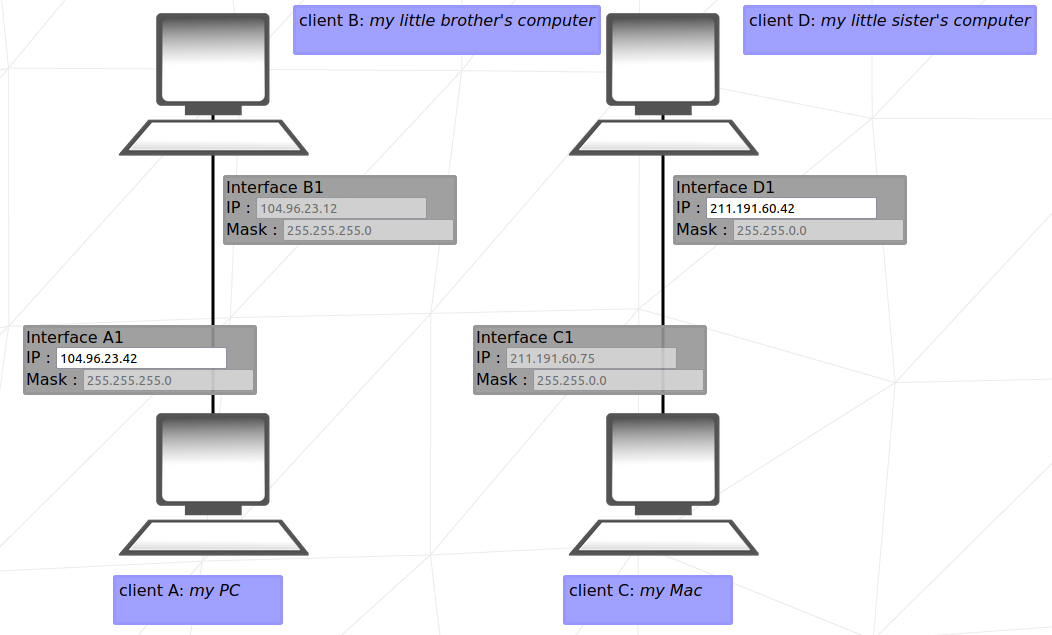 client B: my little brother's computer
client D: my little sister's computer
Interface B1
IP : 104.96.23.12
Mask : 255.255.255.0
Interface D1
IP : 211.191.60.42
Mask : 255.255.0.0
Interface A1
IP : 104.96.23.42
Mask : 255.255.255.0
Interface C1
IP : 211.191.60.75
Mask : 255.255.0.0
client A: my PC
client C: my Mac